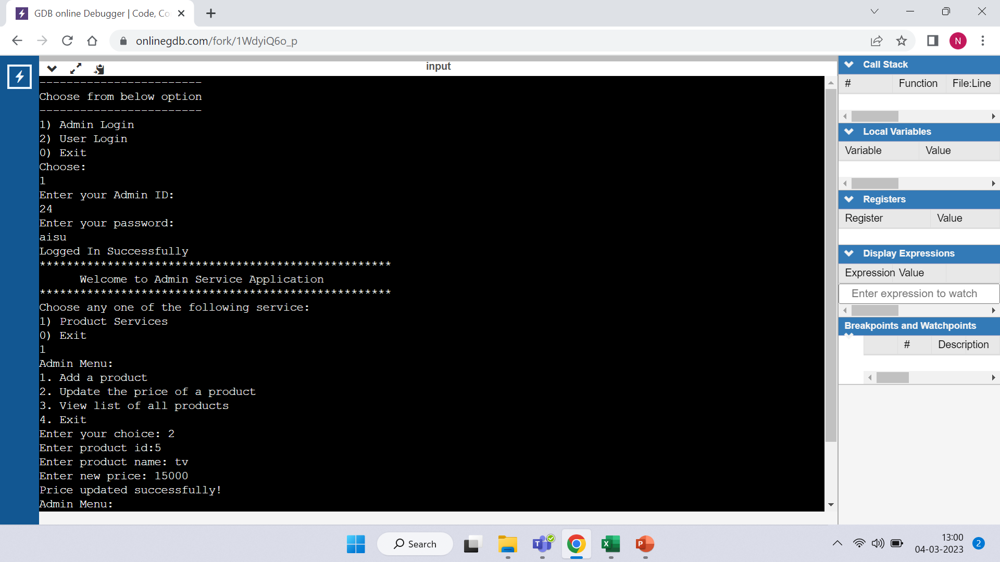 GDB online Debugger | Code, Co
onlinegdb.com/fork/1WdyiQ6o_p
N
input
------------------------
Choose from below option
------------------------
1) Admin Login
2) User Login
0) Exit
Choose:
1
Enter your Admin ID:
24
Enter your password:
aisu
Logged In Successfully
****************************************************
Welcome to Admin Service Application
****************************************************
Choose any one of the following service:
1) Product Services
0) Exit
1
Admin Menu:
1. Add a product
2. Update the price of a product
3. View list of all products
4. Exit
Enter your choice: 2
Enter product id:5
Enter product name: tv
Enter new price: 15000
Price updated successfully!
Admin Menu:
Call Stack
# Function File:Line
Local Variables
Variable Value
Registers
Register Value
Display Expressions
Expression Value
Enter expression to watch
Breakpoints and Watchpoints
# Description
Search
T
X
P
13:00
04-03-2023
2